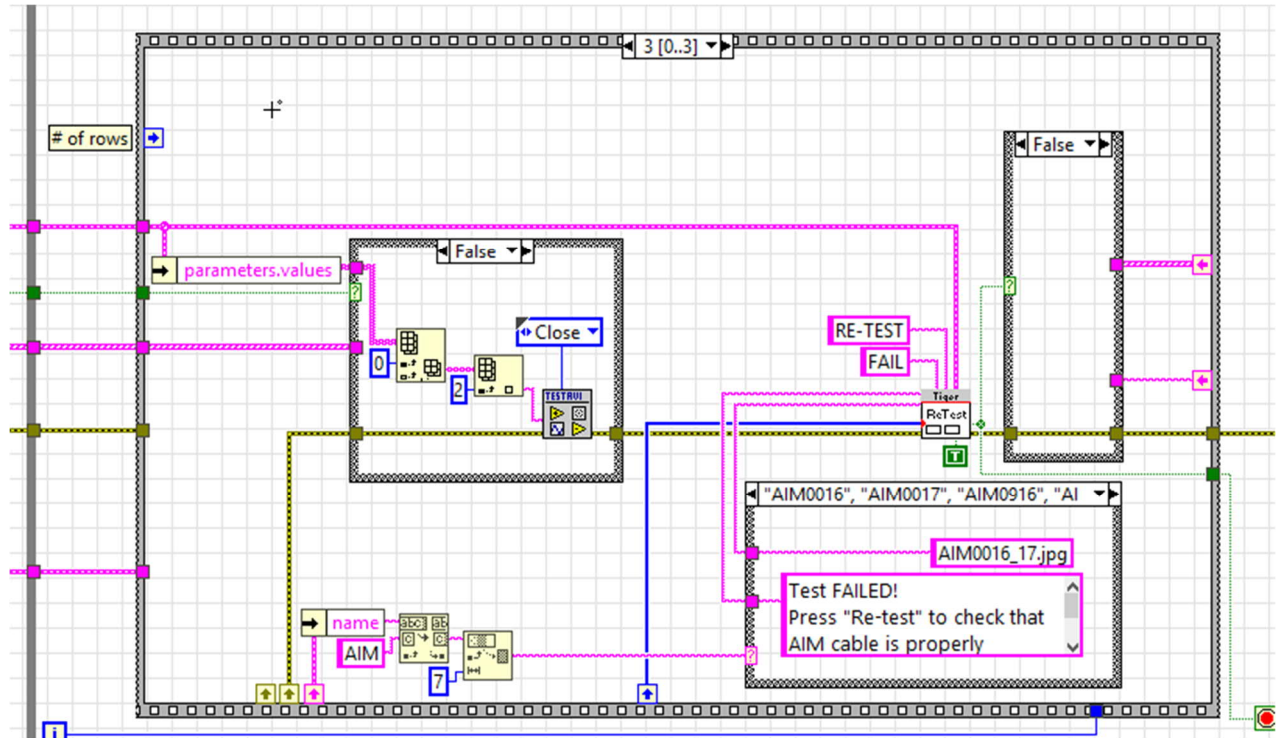 3 [0..3]
# of rows
False
parameters.values
False
Close
0
2
TESTRVI
RE-TEST
FAIL
Tiger
ReTest
T
"AIM0016", "AIM0017", "AIM0916", "AI
AIM0016_17.jpg
Test FAILED!
Press "Re-test" to check that
AIM cable is properly
name
AIM
7
i